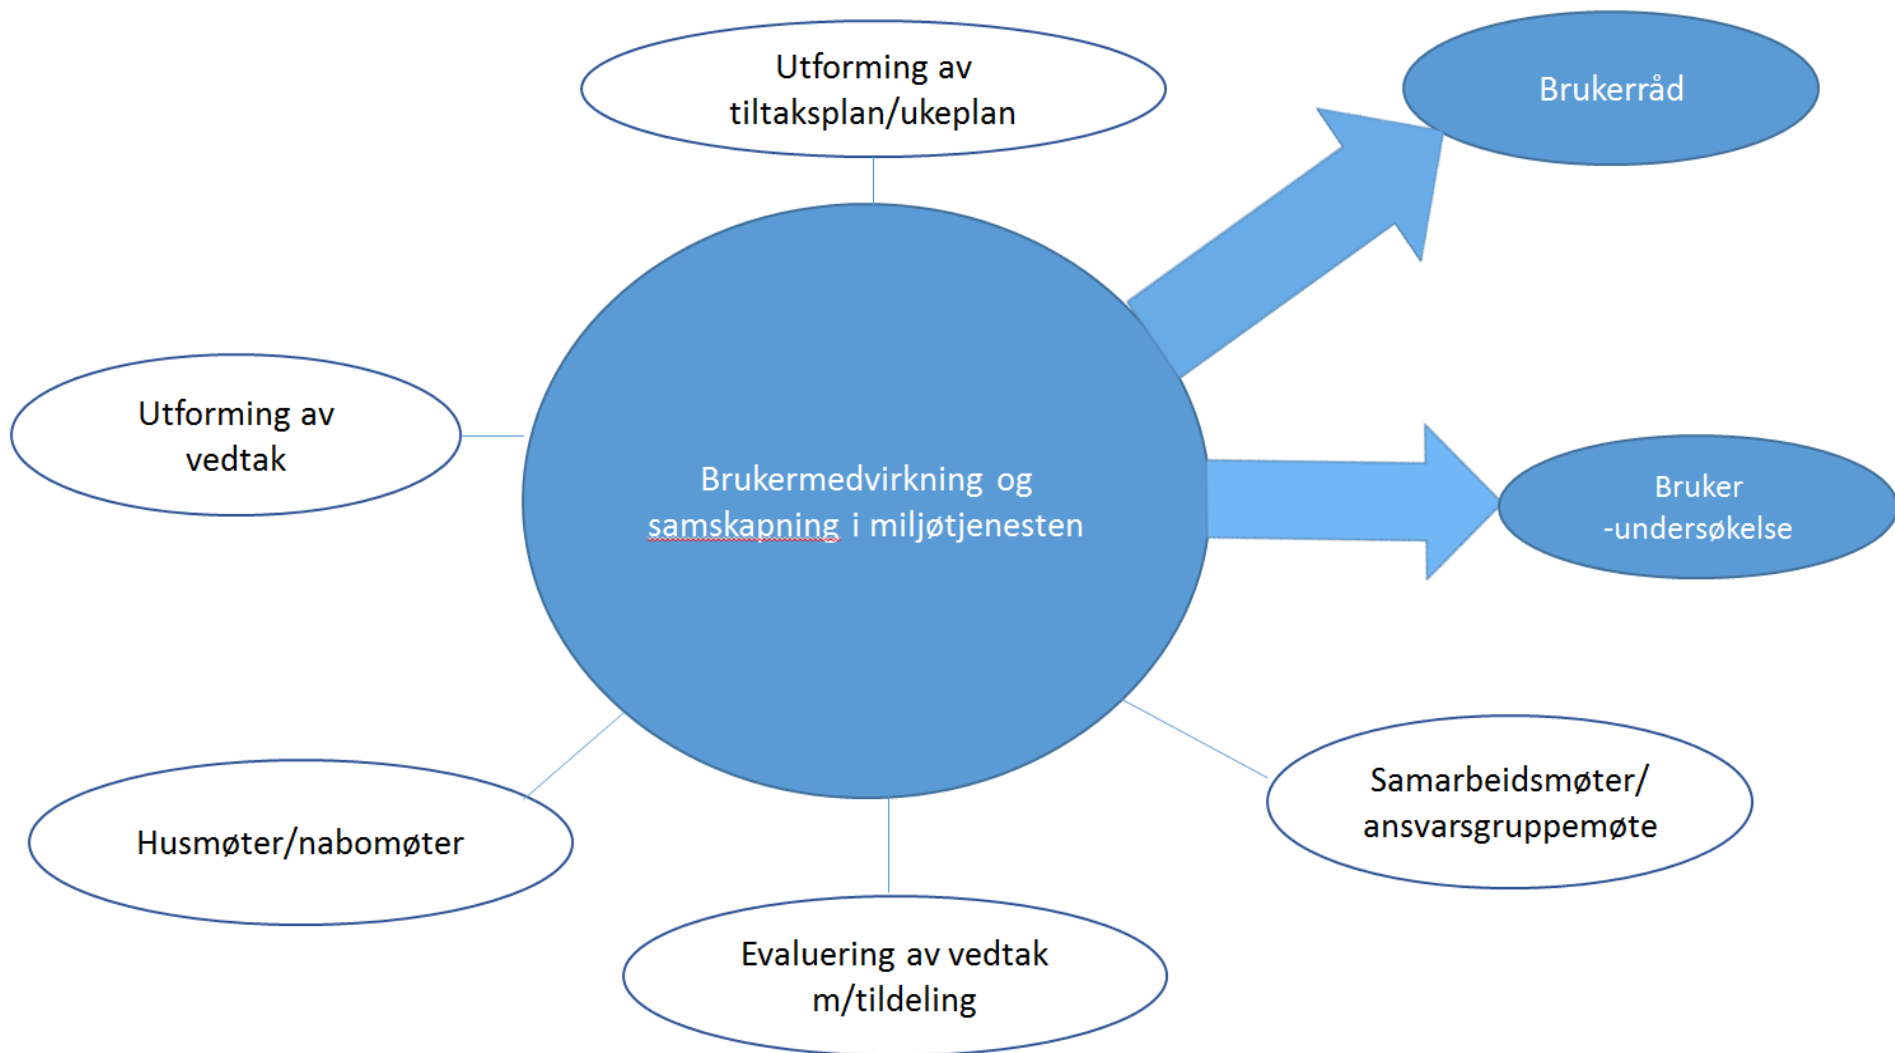 Utforming av
tiltaksplan/ukeplan
Brukerråd
Utforming av
vedtak
Brukermedvirkning og
samskapning i miljøtjenesten
Bruker
-undersøkelse
Samarbeidsmøter/
ansvarsgruppemøte
Husmøter/nabomøter
Evaluering av vedtak
m/tildeling